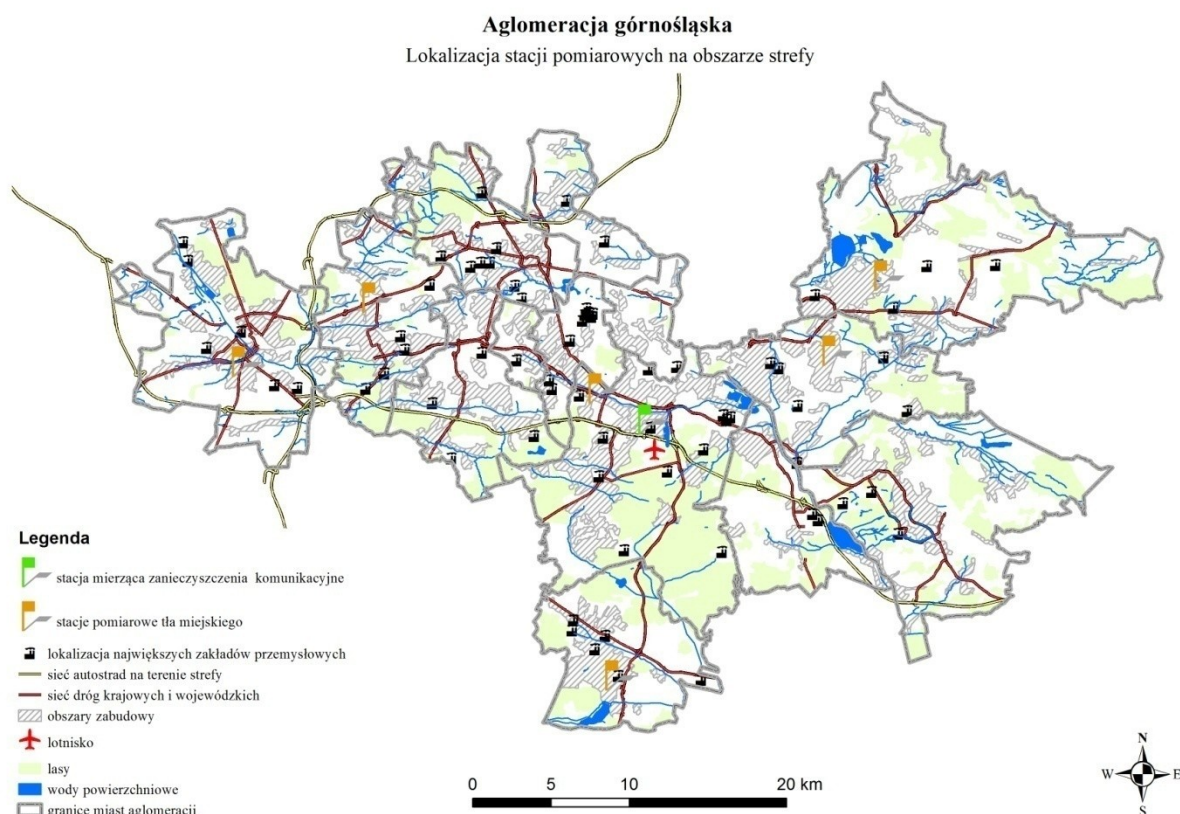 Aglomeracja górnośląska
Lokalizacja stacji pomiarowych na obszarze strefy
Legenda
stacja mierząca zanieczyszczenia komunikacyjne
stacje pomiarowe tła miejskiego
lokalizacja największych zakładów przemysłowych
sieć autostrad na terenie strefy
sieć dróg krajowych i wojewódzkich
obszary zabudowy
lotnisko
lasy
wody powierzchniowe
granice miast aglomeracji
0 5 10 20 km
N
W E
S